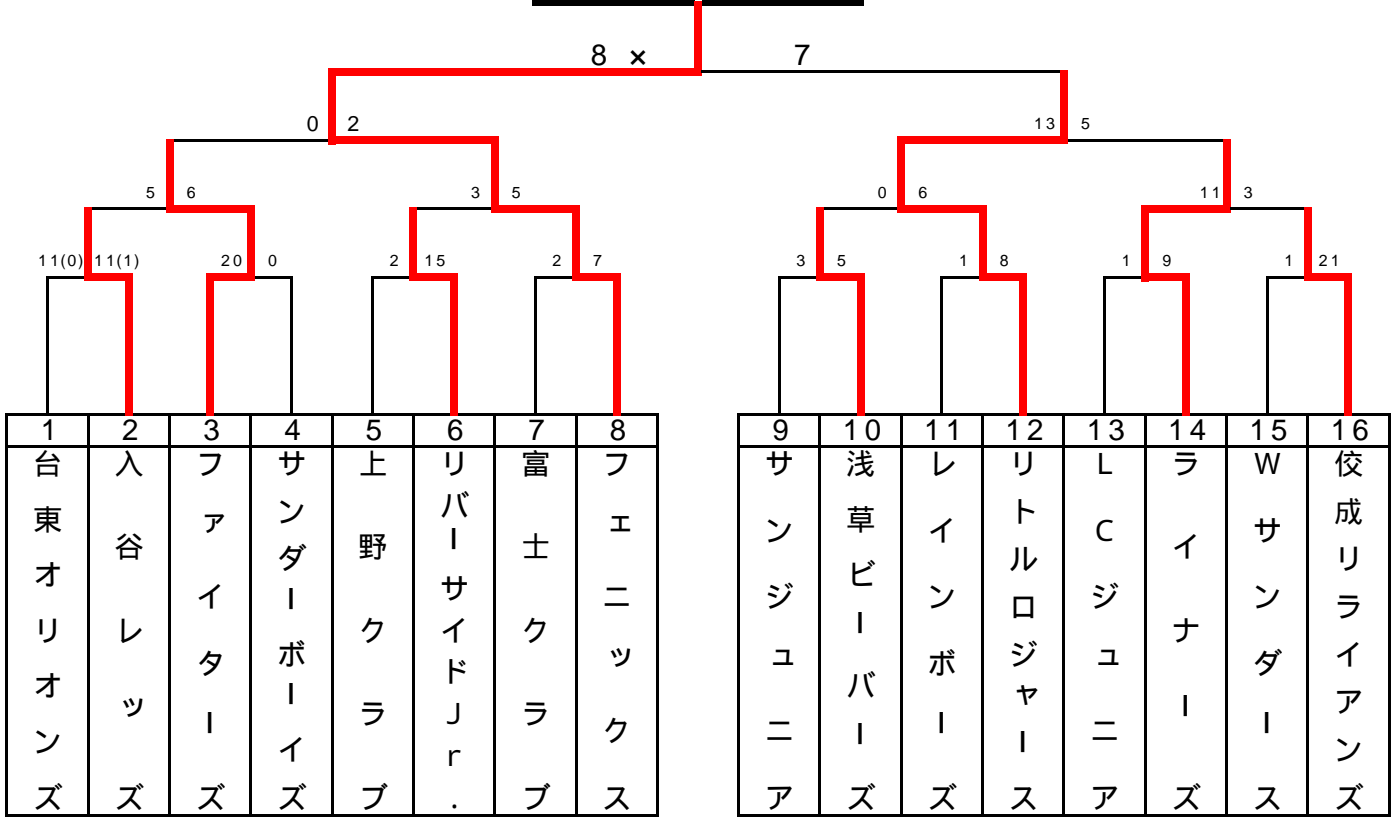 8 × 7
0 2
13 5
5 6
3 5
0 6
11 3
11(0) 11(1)
20 0
2 15
2 7
3 5
1 8
1 9
1 21
1 2 3 4 5 6 7 8
9 10 11 12 13 14 15 16
台東オリオンズ
入谷レッズ
ファイターズ
サンダーボーイズ
上野クラブ
リバーサイドJr.
富士クラブ
フェニックス
サンジュニア
浅草ビーバーズ
レインボーズ
リトルロジャース
LCジュニア
ライナーズ
Wサンダース
佼成リライアンズ